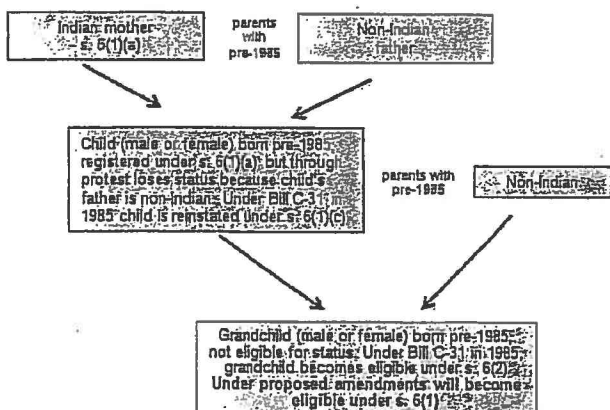 Indian mother
s. 6(1)(a)
parents
with
pre-1985
Non-Indian
father
Child (male or female) born pre-1985
registered under s. 6(1)(a); but through
protest loses status because child's
father is non-Indian. Under Bill C-31 in
1985 child is reinstated under s. 6(1)(c)
parents with
pre-1985
Non-Indian
Grandchild (male or female) born pre-1985,
not eligible for status. Under Bill C-31 in 1985
grandchild becomes eligible under s. 6(2)
Under proposed amendments will become
eligible under s. 6(1)